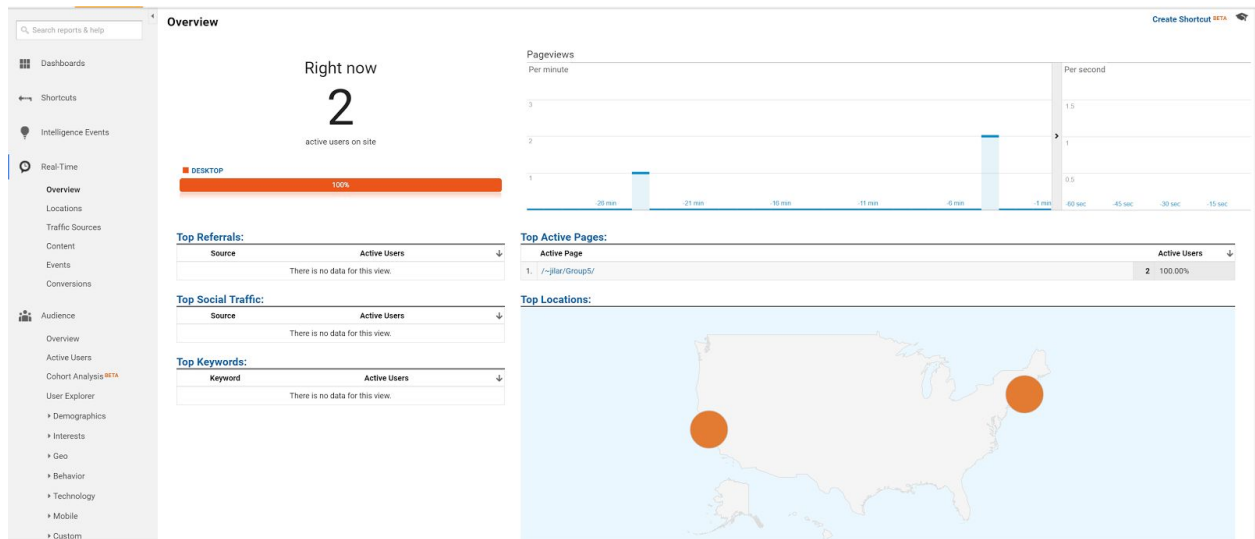 Search reports & help
Dashboards
Shortcuts
Intelligence Events
Real-Time
Overview
Locations
Traffic Sources
Content
Events
Conversions
Audience
Overview
Active Users
Cohort Analysis BETA
User Explorer
Demographics
Interests
Geo
Behavior
Technology
Mobile
Custom
Overview
Create Shortcut BETA
Right now
2
active users on site
DESKTOP
100%
Pageviews
Per minute
Per second
3
2
1
1.5
1
0.5
-26 min
-21 min
-16 min
-11 min
-6 min
-1 min
-60 sec
-45 sec
-30 sec
-15 sec
Top Referrals:
Source Active Users
There is no data for this view.
Top Social Traffic:
Source Active Users
There is no data for this view.
Top Keywords:
Keyword Active Users
There is no data for this view.
Top Active Pages:
Active Page Active Users
1. /~jilar/Group5/ 2 100.00%
Top Locations: